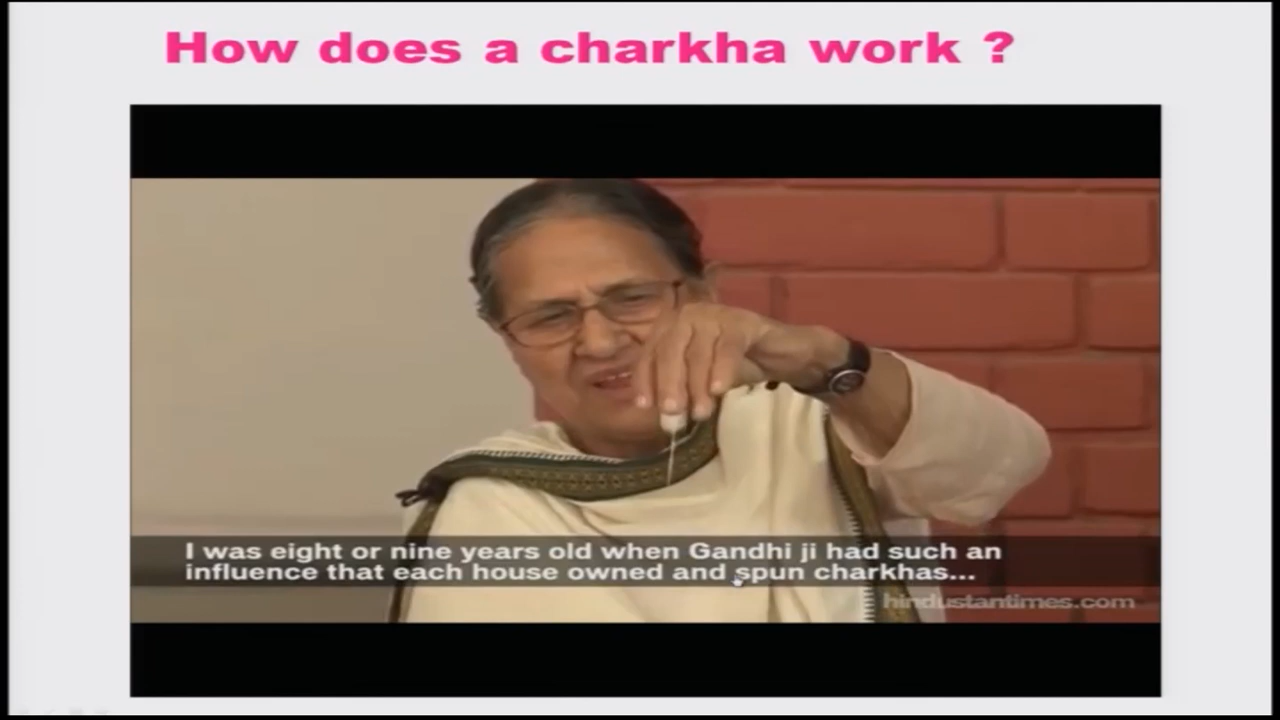 How does a charkha work ?
I was eight or nine years old when Gandhi ji had such an
influence that each house owned and spun charkhas...
hindustantimes.com